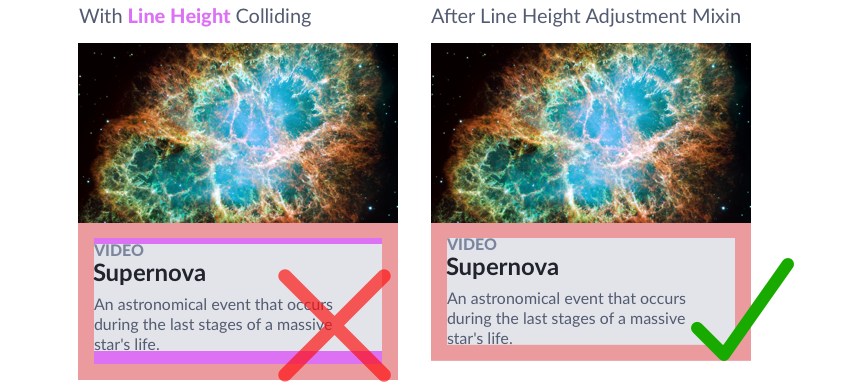 With Line Height Colliding
After Line Height Adjustment Mixin
VIDEO
Supernova
An astronomical event that occurs
during the last stages of a massive
star's life.
VIDEO
Supernova
An astronomical event that occurs
during the last stages of a massive
star's life.